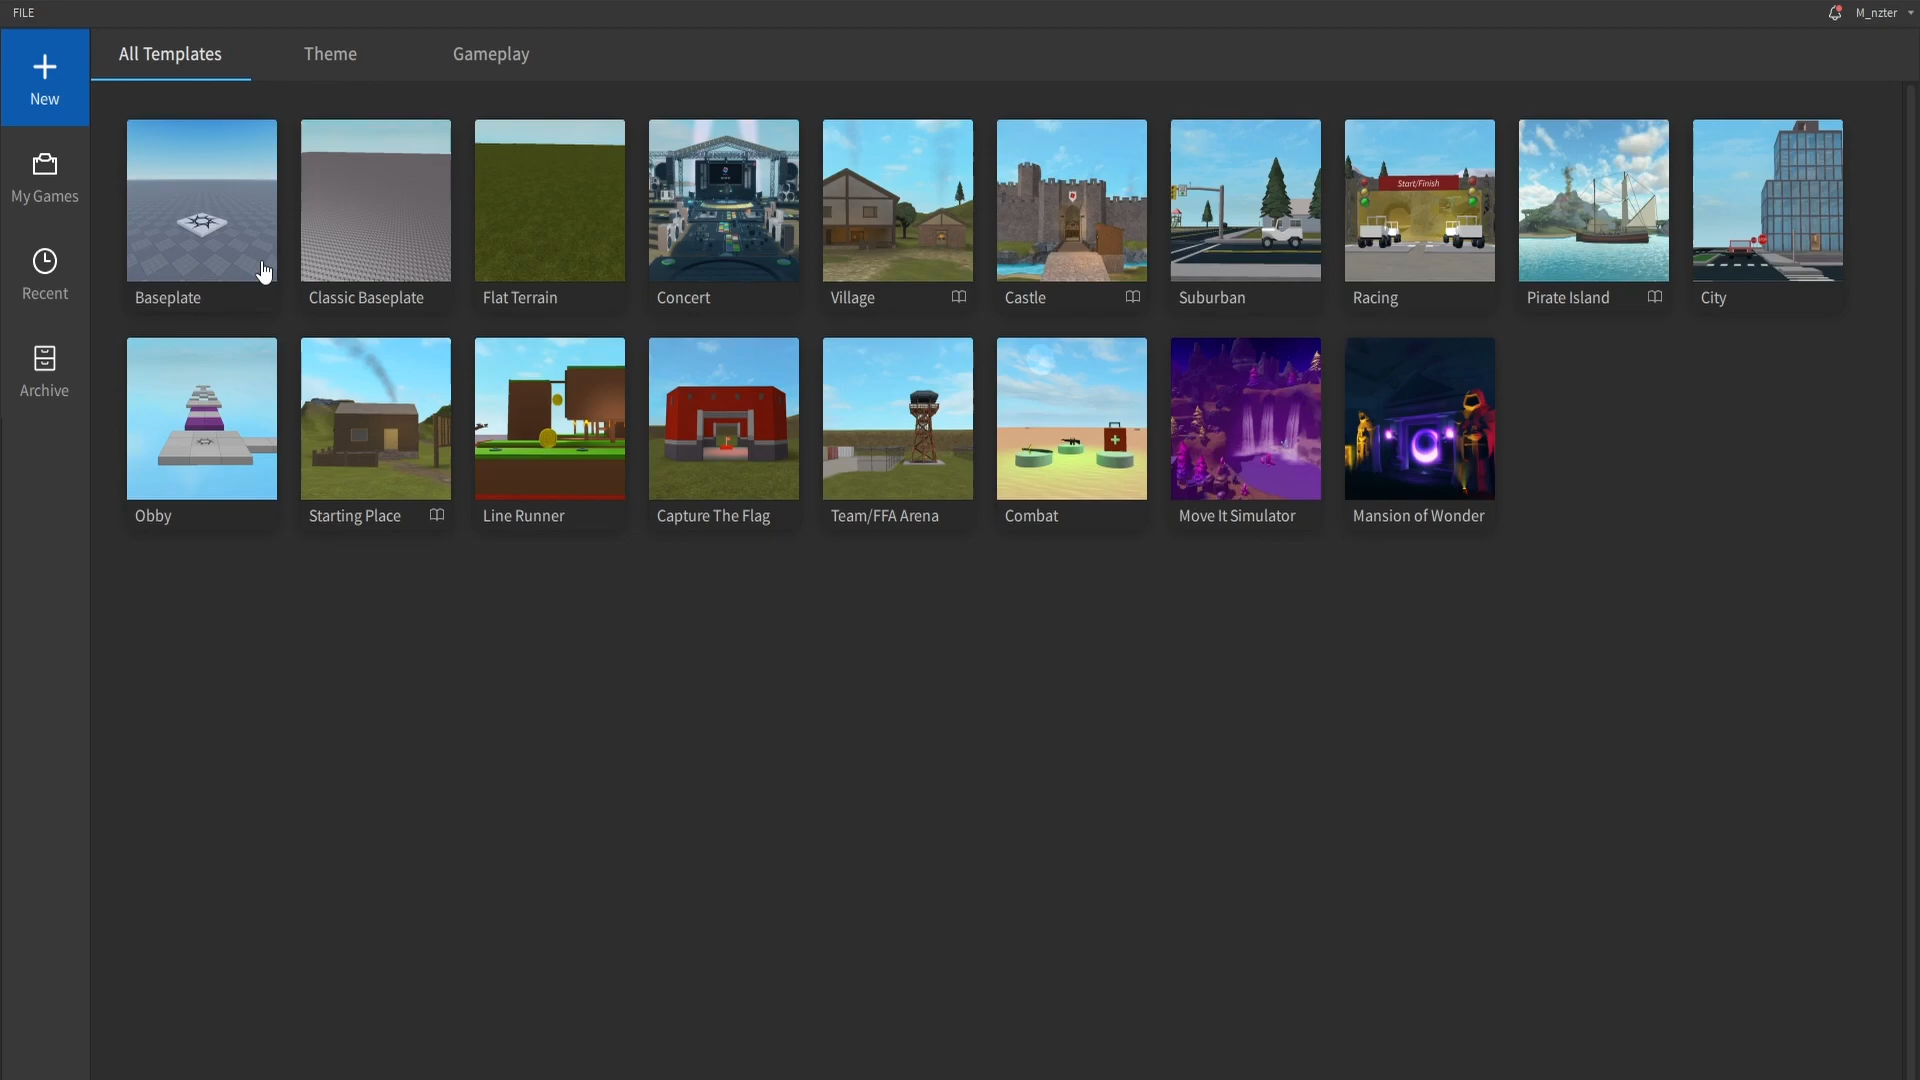 FILE
M_nzter
New
My Games
Recent
Archive
All Templates
Theme
Gameplay
Start/Finish
Baseplate
Classic Baseplate
Flat Terrain
Concert
Village
Castle
Suburban
Racing
Pirate Island
City
Obby
Starting Place
Line Runner
Capture The Flag
Team/FFA Arena
Combat
Move It Simulator
Mansion of Wonder